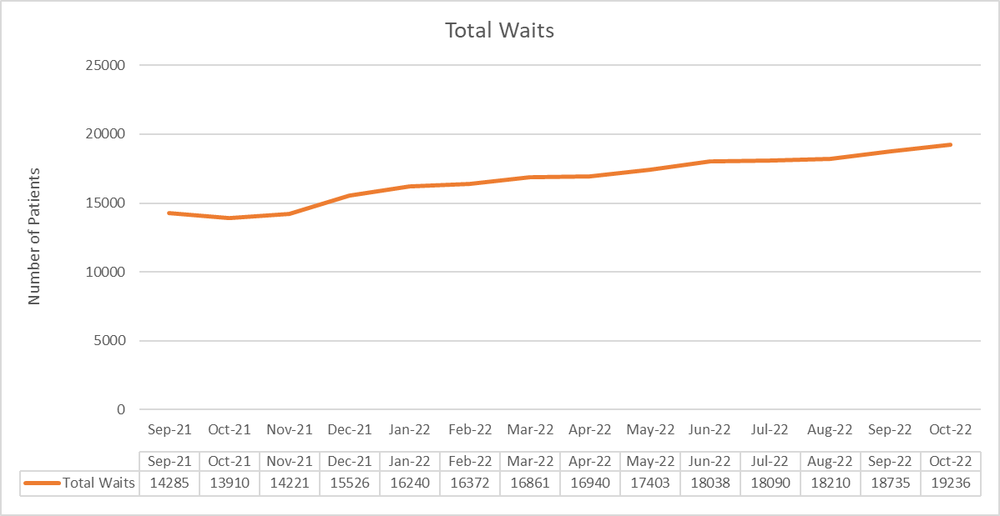 Total Waits
25000
20000
15000
10000
5000
0
Number of Patients
Sep-21 Oct-21 Nov-21 Dec-21 Jan-22 Feb-22 Mar-22 Apr-22 May-22 Jun-22 Jul-22 Aug-22 Sep-22 Oct-22
Sep-21 Oct-21 Nov-21 Dec-21 Jan-22 Feb-22 Mar-22 Apr-22 May-22 Jun-22 Jul-22 Aug-22 Sep-22 Oct-22
Total Waits 14285 13910 14221 15526 16240 16372 16861 16940 17403 18038 18090 18210 18735 19236